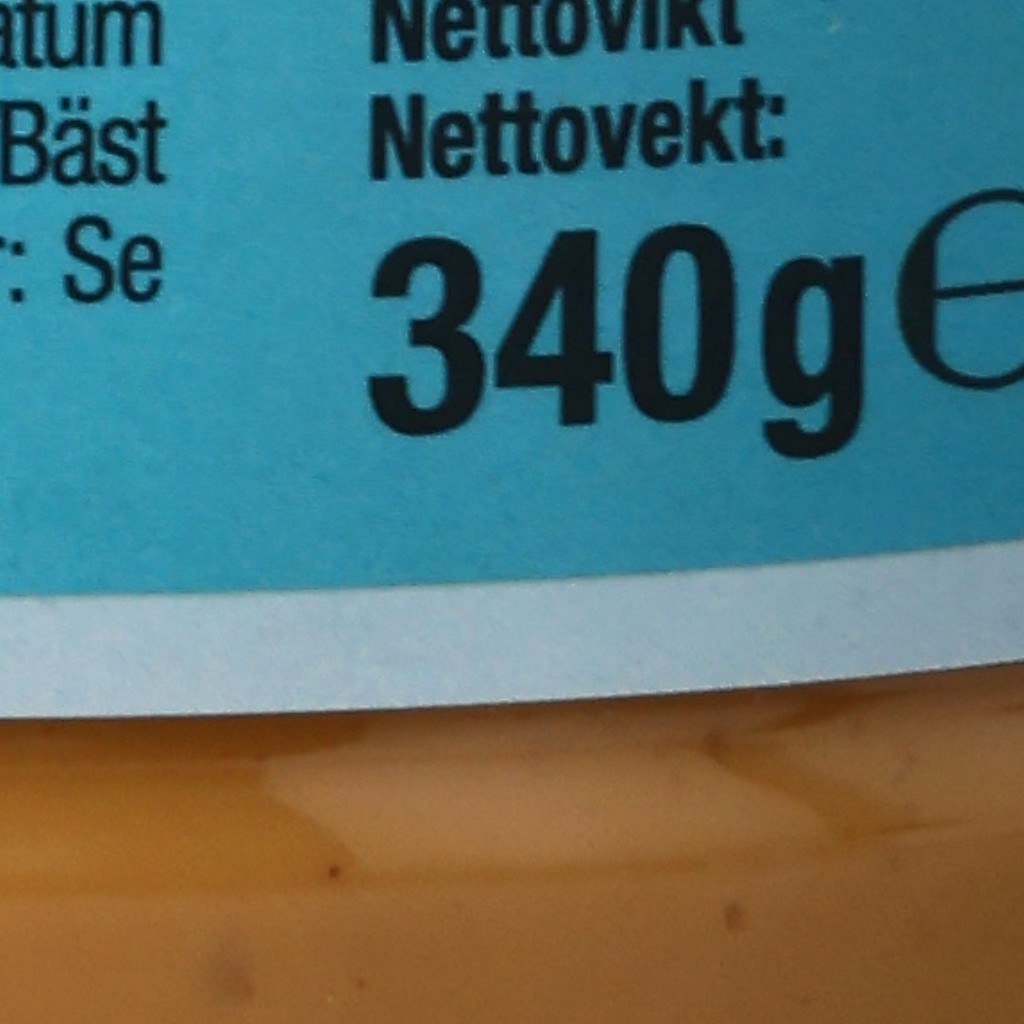 atum
Bäst
r: Se
Nettovikt
Nettovekt:
340g ℮